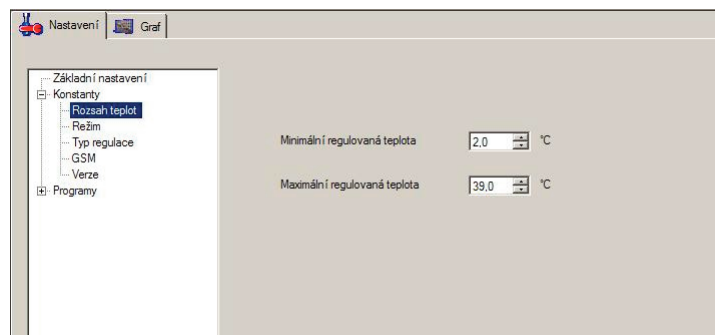 Nastavení Graf
Základní nastavení
Konstanty
Rozsah teplot
Režim
Typ regulace
GSM
Verze
Programy
Minimální regulovaná teplota 2,0 °C
Maximální regulovaná teplota 39,0 °C